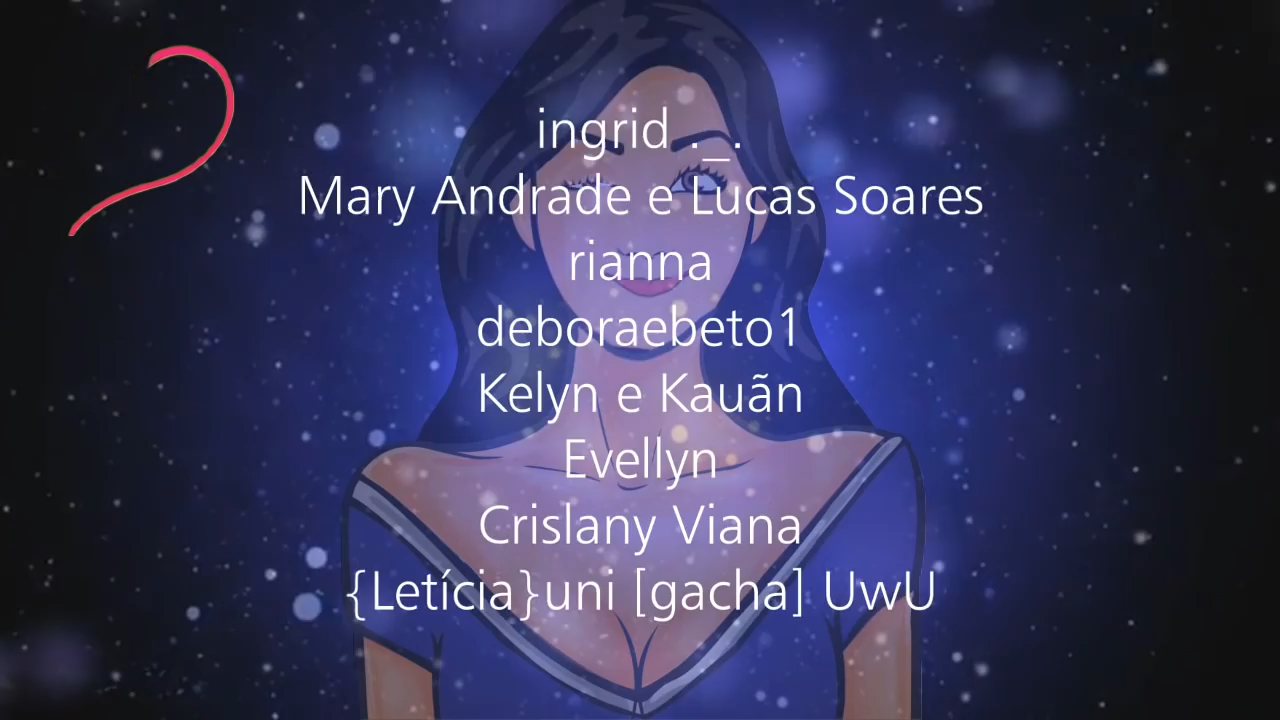 ingrid ._.
Mary Andrade e Lucas Soares
rianna
deboraebeto1
Kelyn e Kauãn
Evellyn
Crislany Viana
{Letícia}uni [gacha] UwU